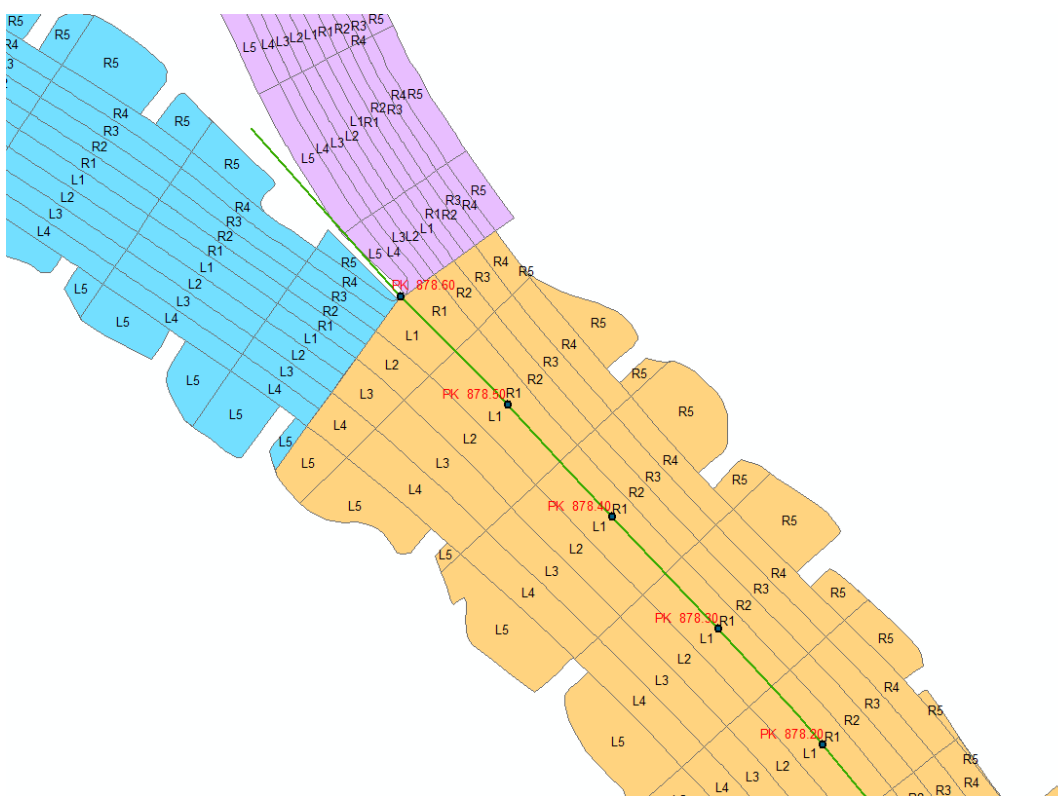 R5 R5 L5 L4 L3 L2 L1 R1 R2 R3 R5
R4 R5 R4
L3
R4 R5 R4 R5
R3 R2 R3
R2 L1 R1
R1 L3 L2
L1 L5 L4
L2 R5
L3 R4 R3 R5
L4 R3 R1 R2 R4
R2 L3 L2 L1
R1 L5 L4 R4
L1 R5 R3 R5
L5 L2 R4 PK 878.60 R2
L3 R3 R1
L5 L4 R2 R5
R1 L1 R4
L1 R3
L2 L2 R2 R5
L5 L3 L3 PK 878.50 R1
L4 L1 R5
L5 L4 L2 R4
L5 L5 L3 R3 R5
L5 L4 R2
PK 878.40 R1 R5
L1
L5 L2 R4
L3 R3 R5
L4 R2
PK 878.30 R1
L5 L1 R5
L2
L3 R4
L4 R3 R5
R2
L5 PK 878.20 R1
L1 R5
L2
L3 R4
L4 R3
R2